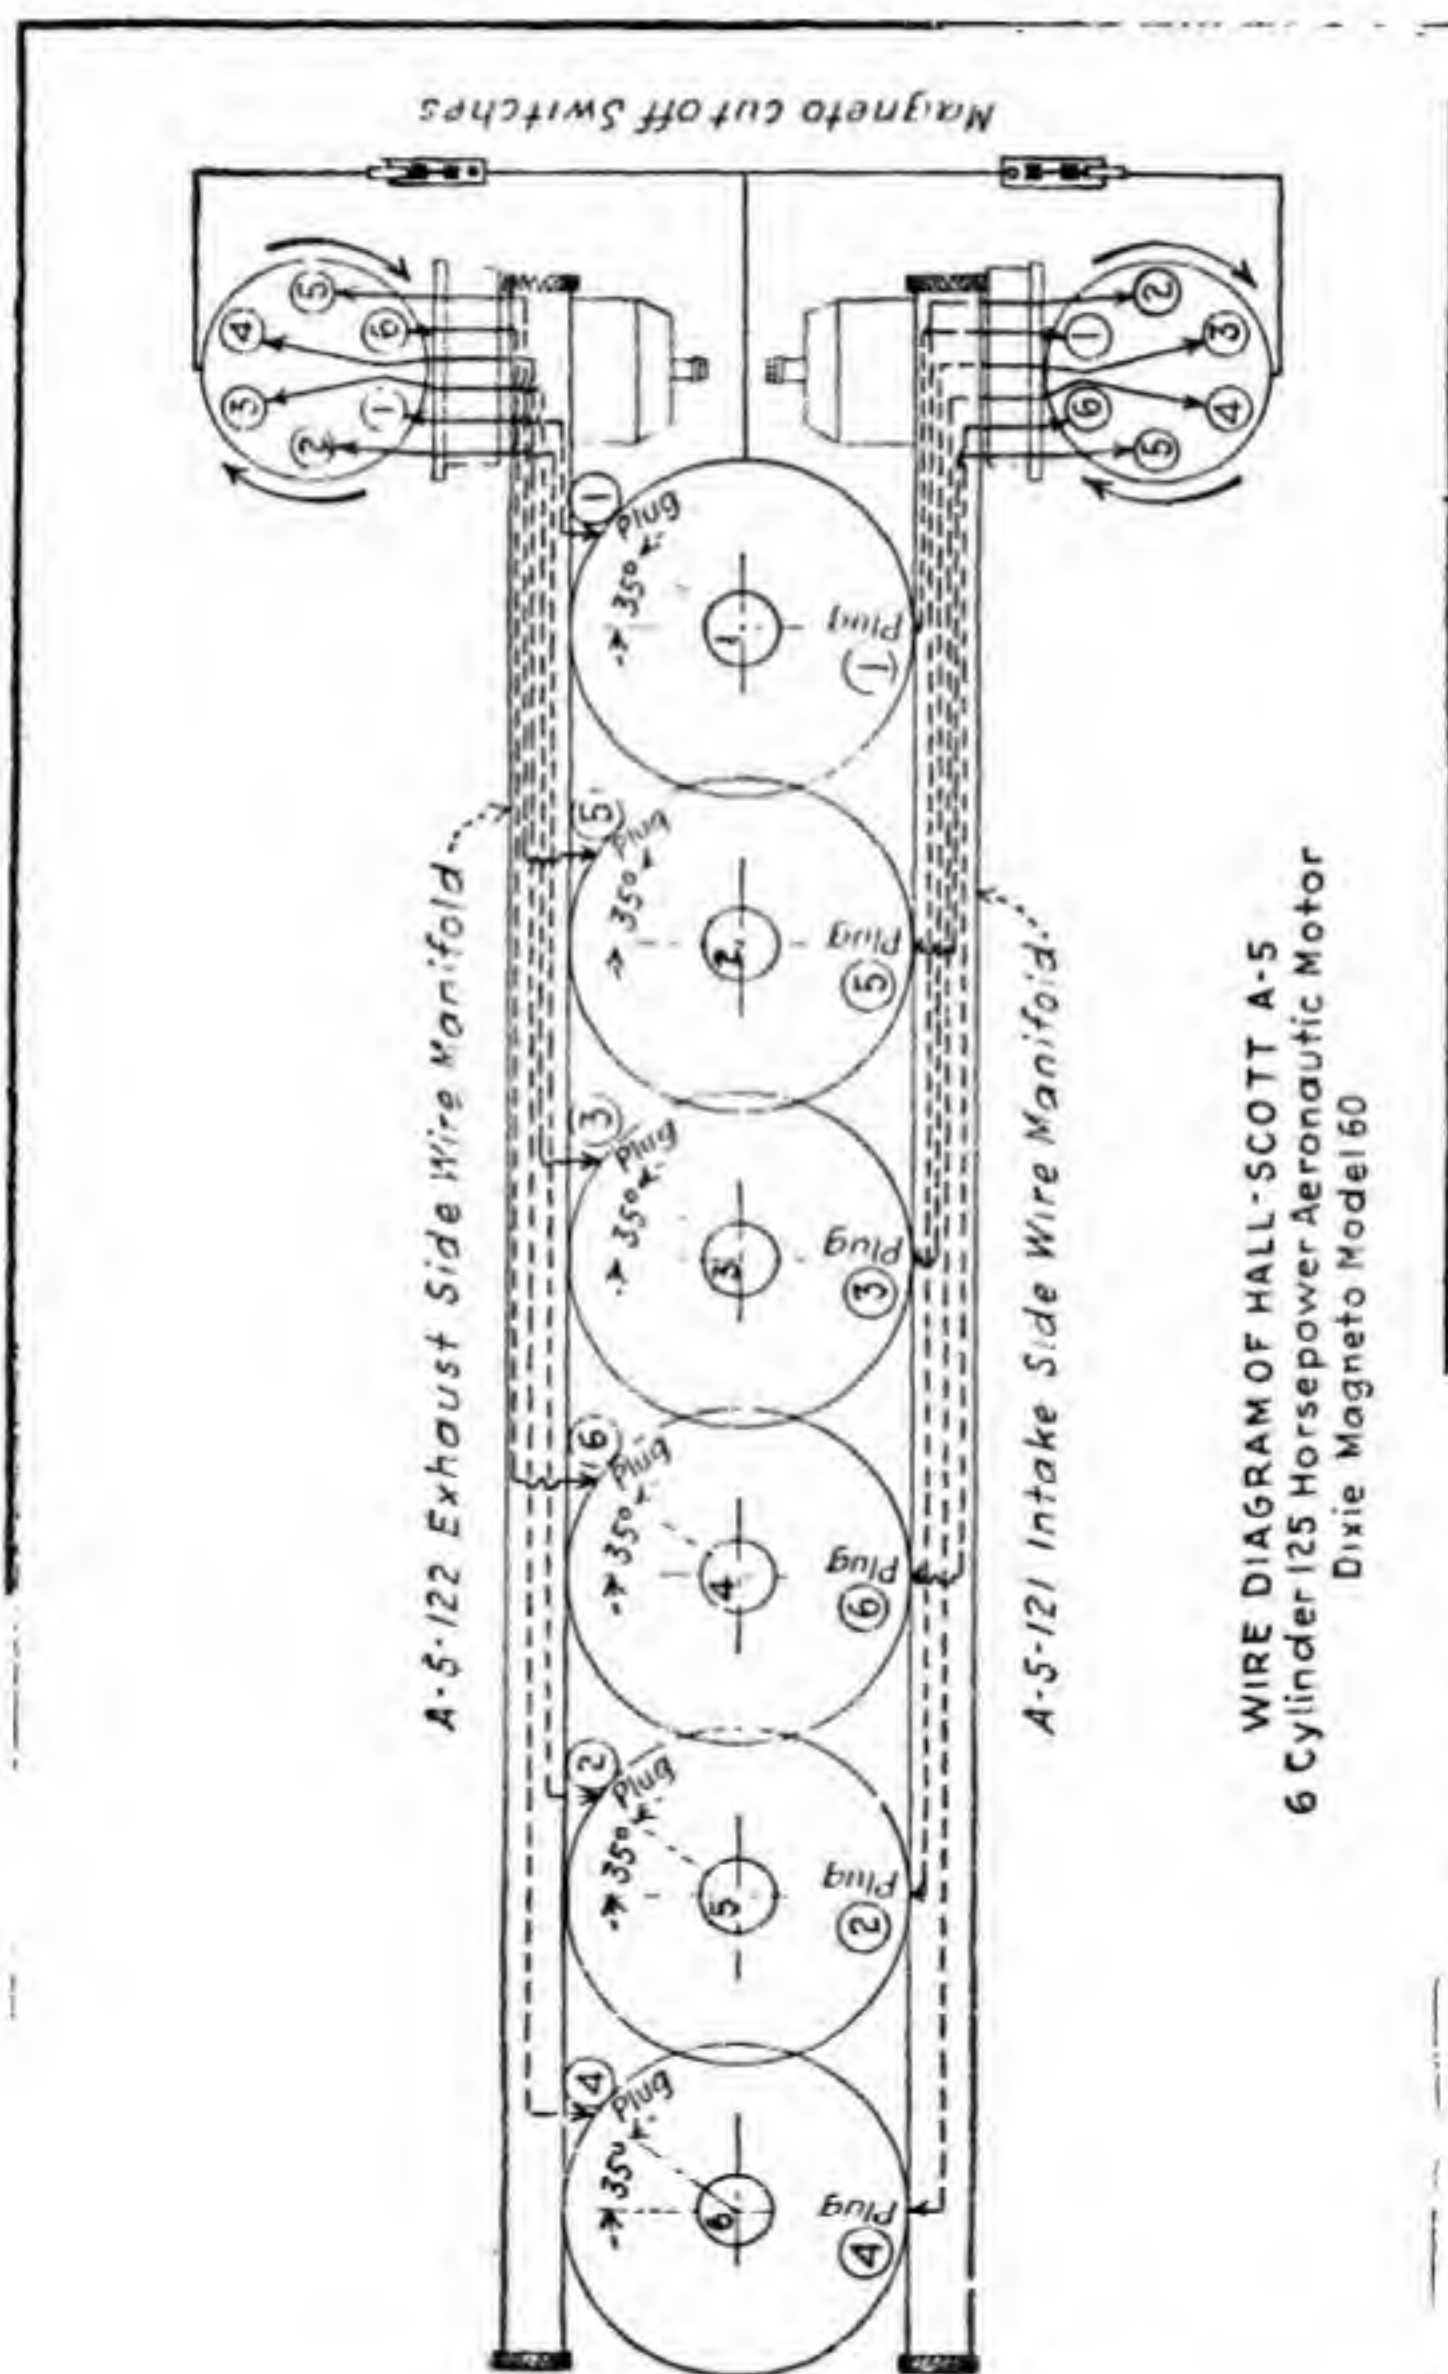 Magneto cut off Switches
5
4
6
3
1
2
2
1
3
6
4
5
1
Plug
35°
1
Plug
1
5
Plug
35°
2
Plug
5
3
Plug
35°
3
Plug
3
6
Plug
35°
4
Plug
6
2
Plug
35°
5
Plug
2
4
Plug
35°
6
Plug
4
A-5-122 Exhaust Side Wire Manifold
A-5-121 Intake Side Wire Manifold
WIRE DIAGRAM OF HALL-SCOTT A-5
6 Cylinder 125 Horsepower Aeronautic Motor
Dixie Magneto Model 60